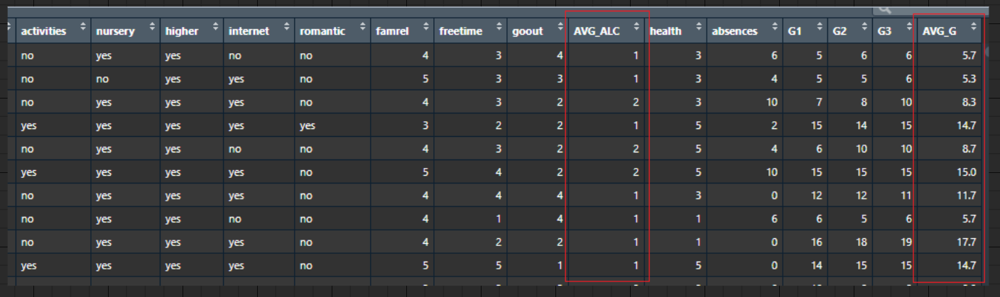 activities nursery higher internet romantic famrel freetime goout AVG_ALC health absences G1 G2 G3 AVG_G
no yes yes no no 4 3 4 1 3 6 5 6 6 5.7
no no yes yes no 5 3 3 1 3 4 5 5 6 5.3
no yes yes yes no 4 3 2 2 3 10 7 8 10 8.3
yes yes yes yes yes 3 2 2 1 5 2 15 14 15 14.7
no yes yes no no 4 3 2 2 5 4 6 10 10 8.7
yes yes yes yes no 5 4 2 2 5 10 15 15 15 15.0
no yes yes yes no 4 4 4 1 3 0 12 12 11 11.7
no yes yes no no 4 1 4 1 1 6 6 5 6 5.7
no yes yes yes no 4 2 2 1 1 0 16 18 19 17.7
yes yes yes yes no 5 5 1 1 5 0 14 15 15 14.7